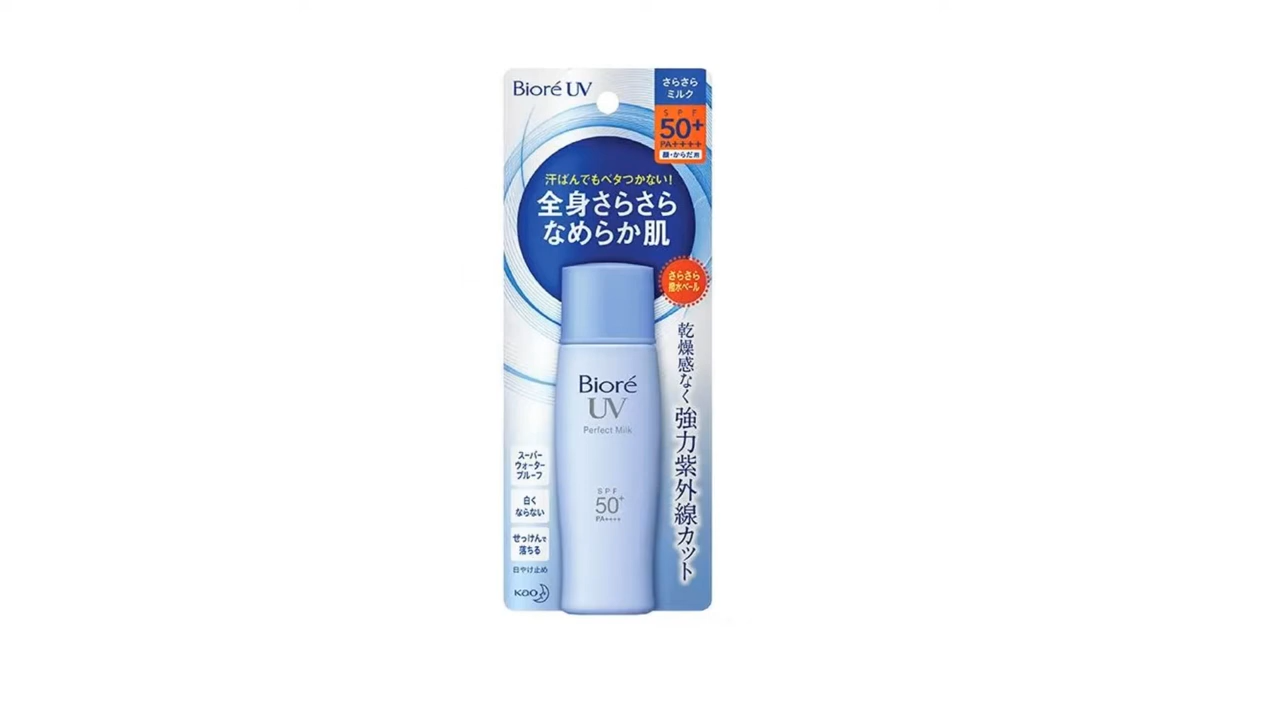 Bioré UV
さらさら
ミルク
SPF
50+
PA++++
顔・からだ用
汗ばんでもベタつかない!
全身さらさら
なめらか肌
さらさら
撥水ベール
乾燥感なく強力紫外線カット
Bioré
UV
Perfect Milk
SPF
50+
PA++++
スーパー
ウォーター
プルーフ
白く
ならない
せっけんで
落ちる
日やけ止め
Kao